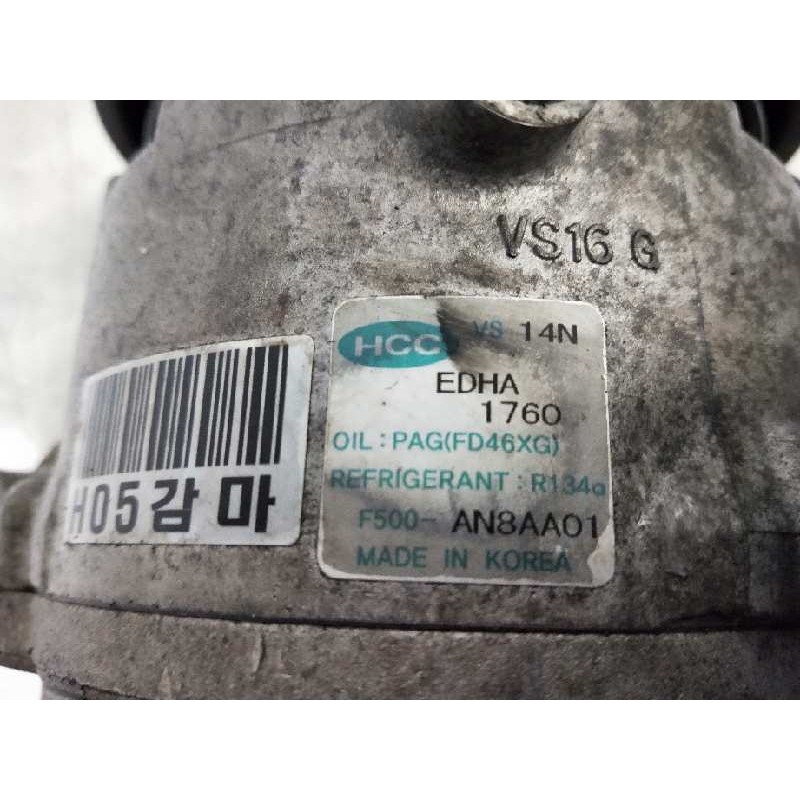 VS16 G
HCC VS 14N
EDHA
1760
OIL : PAG(FD46XG)
REFRIGERANT : R134a
F500- AN8AA01
MADE IN KOREA
H05감마